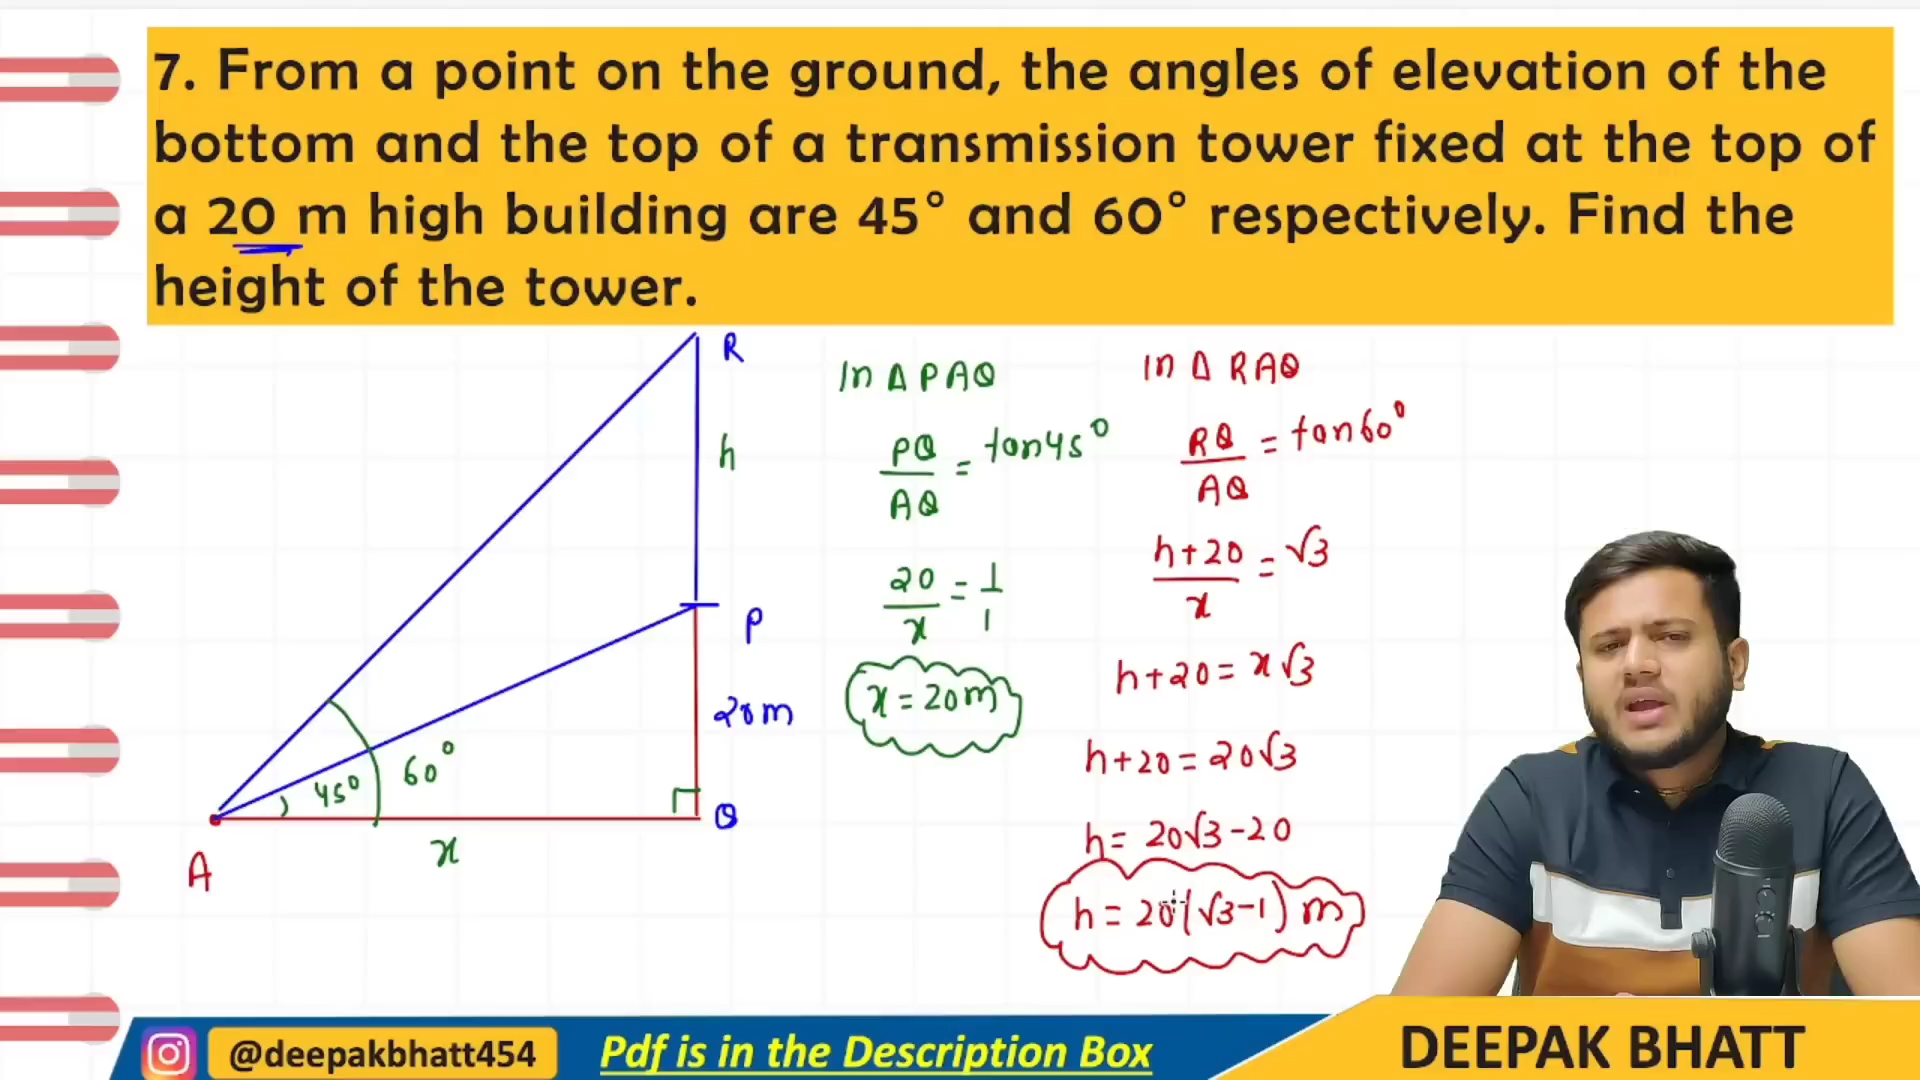 7. From a point on the ground, the angles of elevation of the
bottom and the top of a transmission tower fixed at the top of
a 20 m high building are 45° and 60° respectively. Find the
height of the tower.
R
h
P
20m
45°
60°
Q
x
A
In Δ PAQ
PQ/AQ = tan45°
20/x = 1/1
x = 20m
In Δ RAQ
RQ/AQ = tan60°
h+20/x = √3
h+20 = x√3
h+20 = 20√3
h = 20√3-20
h = 20(√3-1) m
@deepakbhatt454
Pdf is in the Description Box
DEEPAK BHATT